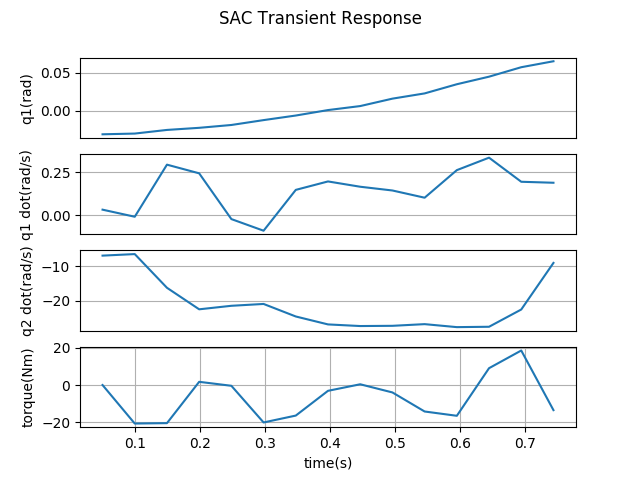 SAC Transient Response
q1(rad)
0.05
0.00
q1 dot(rad/s)
0.25
0.00
q2 dot(rad/s)
−10
−20
torque(Nm)
20
0
−20
0.1 0.2 0.3 0.4 0.5 0.6 0.7
time(s)